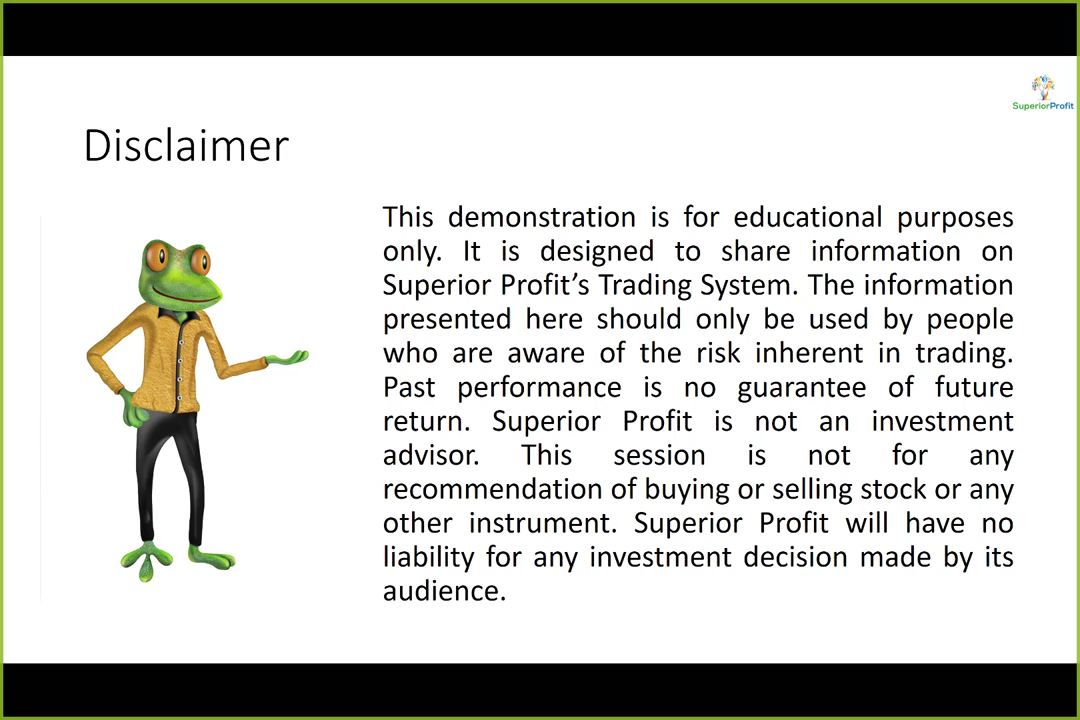 SuperiorProfit
Disclaimer
This demonstration is for educational purposes
only. It is designed to share information on
Superior Profit’s Trading System. The information
presented here should only be used by people
who are aware of the risk inherent in trading.
Past performance is no guarantee of future
return. Superior Profit is not an investment
advisor. This session is not for any
recommendation of buying or selling stock or any
other instrument. Superior Profit will have no
liability for any investment decision made by its
audience.